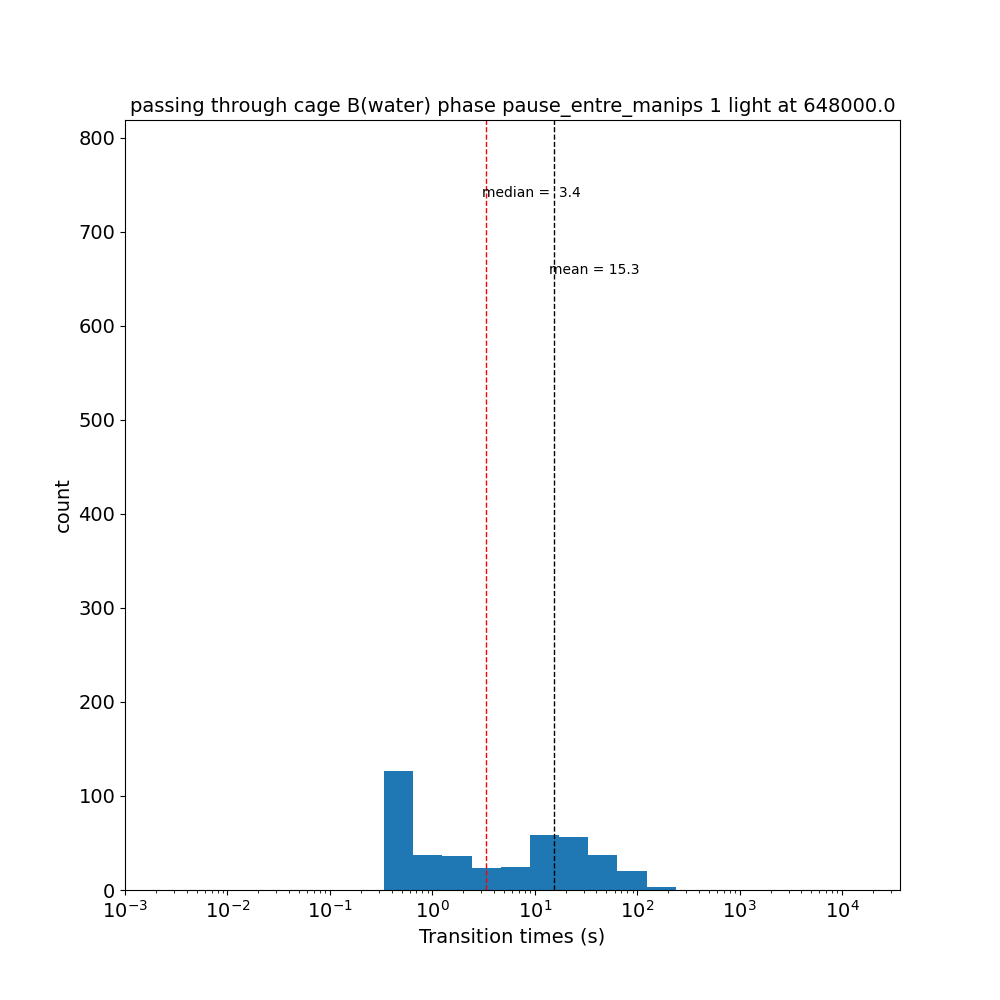 passing through cage B(water) phase pause_entre_manips 1 light at 648000.0
800
median =  3.4
700
mean = 15.3
600
500
400
300
200
100
0
count
10⁻³ 10⁻² 10⁻¹ 10⁰ 10¹ 10² 10³ 10⁴
Transition times (s)